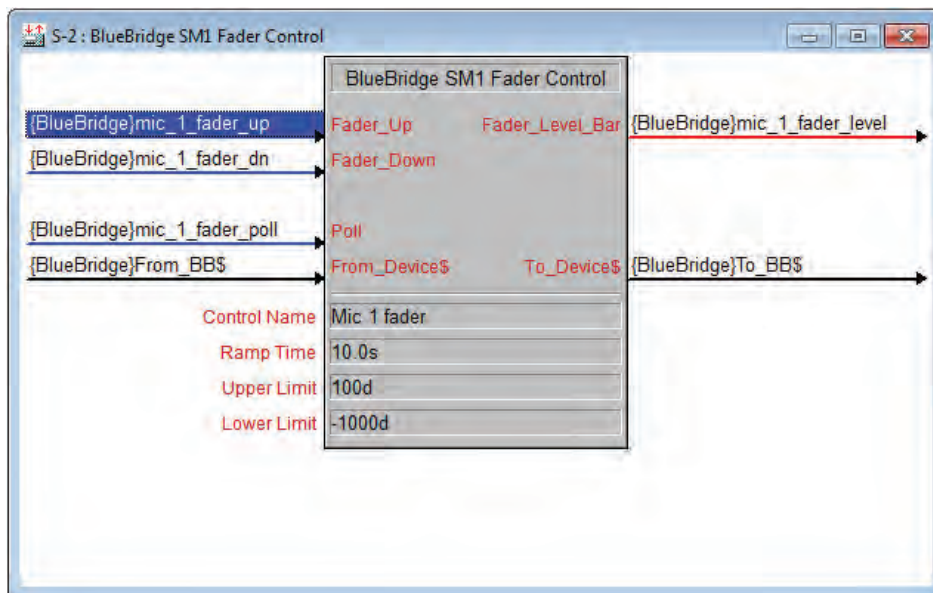 S-2 : BlueBridge SM1 Fader Control
BlueBridge SM1 Fader Control
{BlueBridge}mic_1_fader_up Fader_Up Fader_Level_Bar {BlueBridge}mic_1_fader_level
{BlueBridge}mic_1_fader_dn Fader_Down
{BlueBridge}mic_1_fader_poll Poll
{BlueBridge}From_BB$ From_Device$ To_Device$ {BlueBridge}To_BB$
Control Name Mic 1 fader
Ramp Time 10.0s
Upper Limit 100d
Lower Limit -1000d